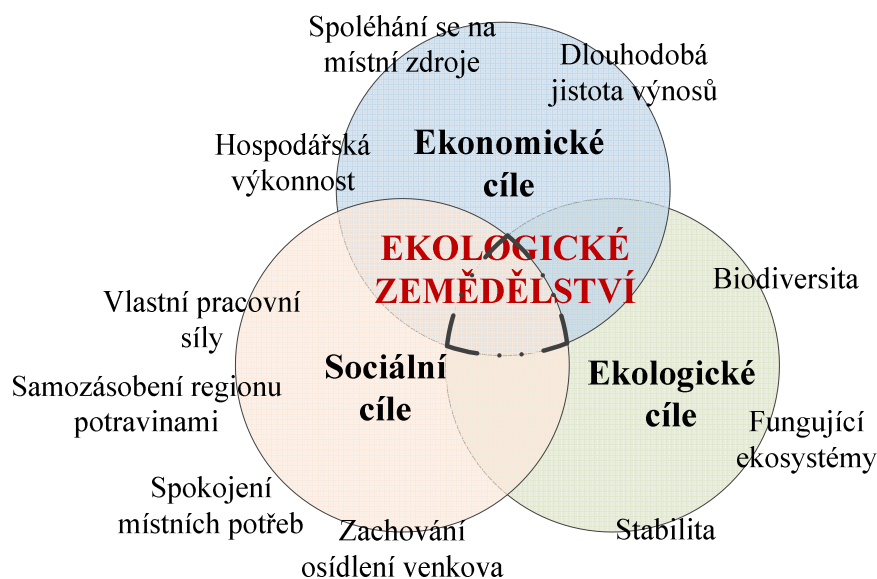 Spoléhání se na
místní zdroje
Dlouhodobá
jistota výnosů
Hospodářská
výkonnost
Ekonomické
cíle
EKOLOGICKÉ
ZEMĚDĚLSTVÍ
Biodiversita
Vlastní pracovní
síly
Sociální
cíle
Ekologické
cíle
Samozásobení regionu
potravinami
Fungující
ekosystémy
Spokojení
místních potřeb
Zachování
osídlení venkova
Stabilita